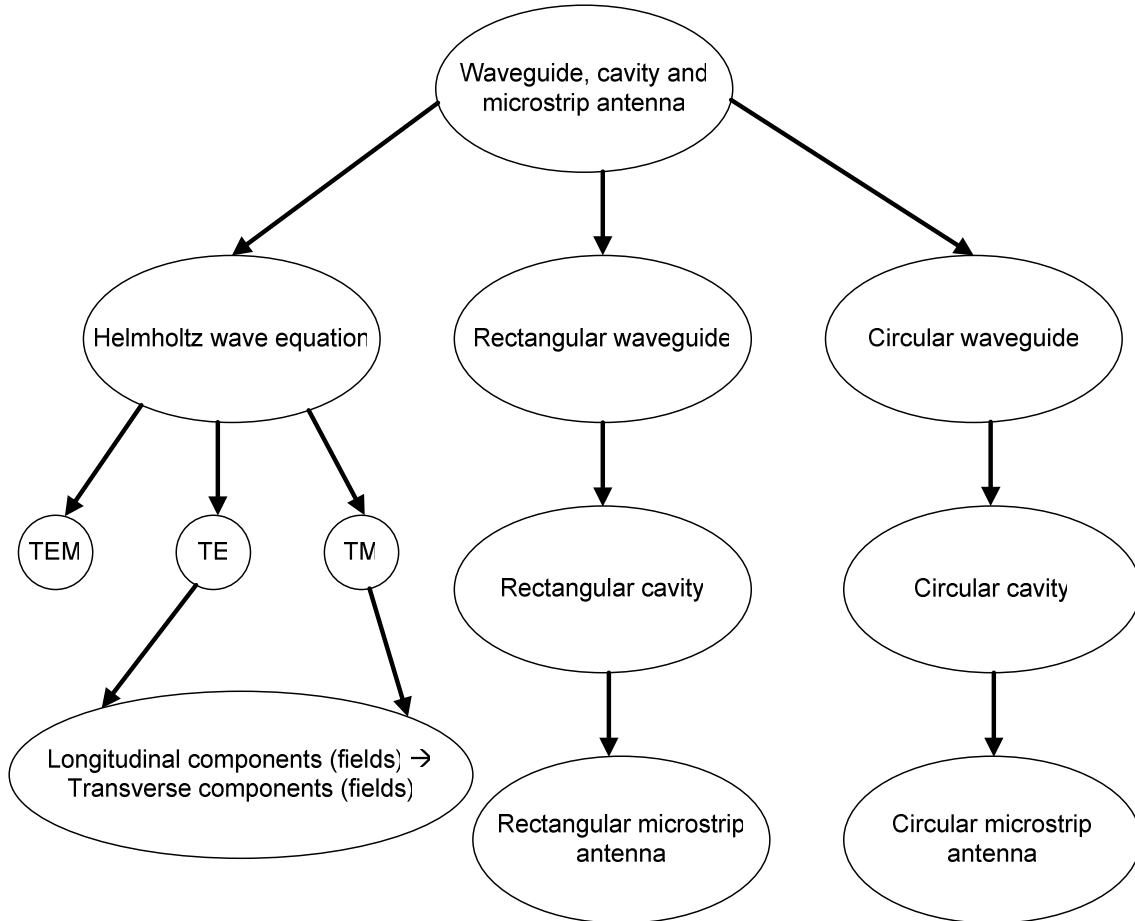 Waveguide, cavity and
microstrip antenna
Helmholtz wave equation
Rectangular waveguide
Circular waveguide
TEM
TE
TM
Rectangular cavity
Circular cavity
Longitudinal components (fields) →
Transverse components (fields)
Rectangular microstrip
antenna
Circular microstrip
antenna